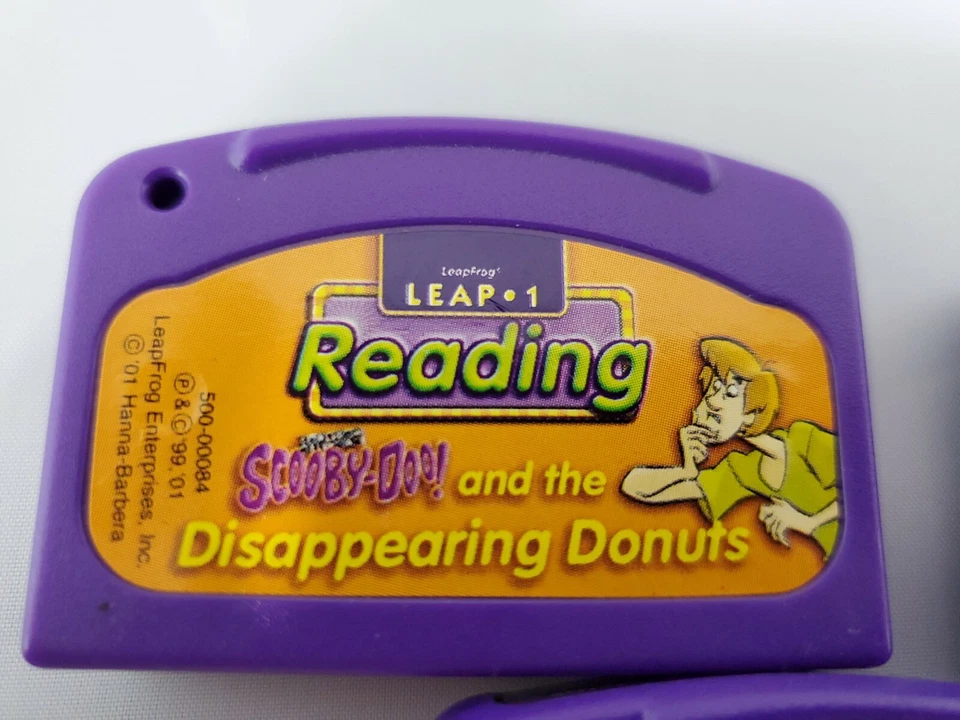 LeapFrog
LEAP • 1
Reading
SCOOBY-DOO! and the
Disappearing Donuts
500-00084
Ⓟ & © '99, '01
LeapFrog Enterprises, Inc.
© '01 Hanna-Barbera